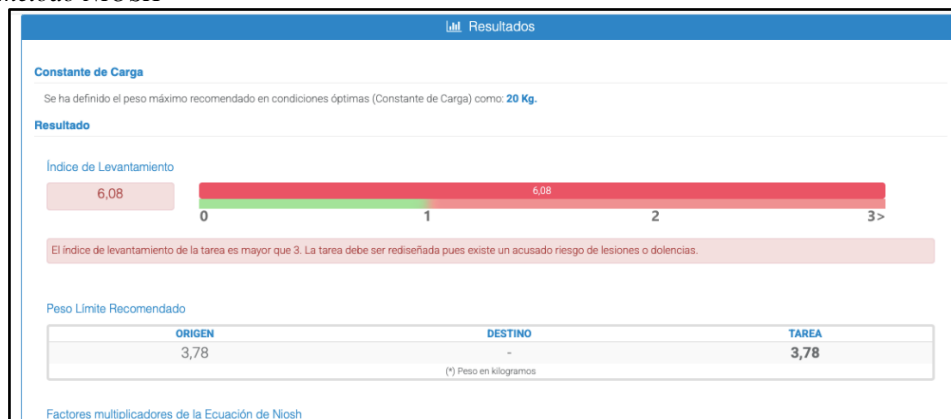 Resultados
Constante de Carga
Se ha definido el peso máximo recomendado en condiciones óptimas (Constante de Carga) como: 20 Kg.
Resultado
Índice de Levantamiento
6,08
6,08
0 1 2 3>
El índice de levantamiento de la tarea es mayor que 3. La tarea debe ser rediseñada pues existe un acusado riesgo de lesiones o dolencias.
Peso Límite Recomendado
ORIGEN DESTINO TAREA
3,78 - 3,78
(*) Peso en kilogramos
Factores multiplicadores de la Ecuación de Niosh